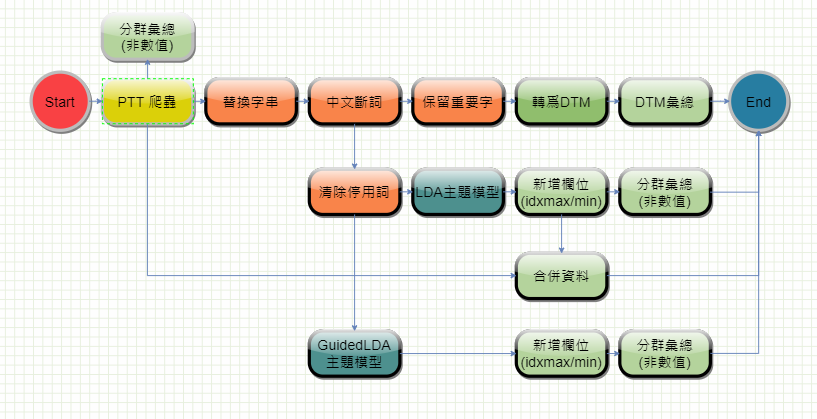 分群彙總
(非數值)
Start
PTT 爬蟲
替換字串
中文斷詞
保留重要字
轉爲DTM
DTM彙總
End
清除停用詞
LDA主題模型
新增欄位
(idxmax/min)
分群彙總
(非數值)
合併資料
GuidedLDA
主題模型
新增欄位
(idxmax/min)
分群彙總
(非數值)